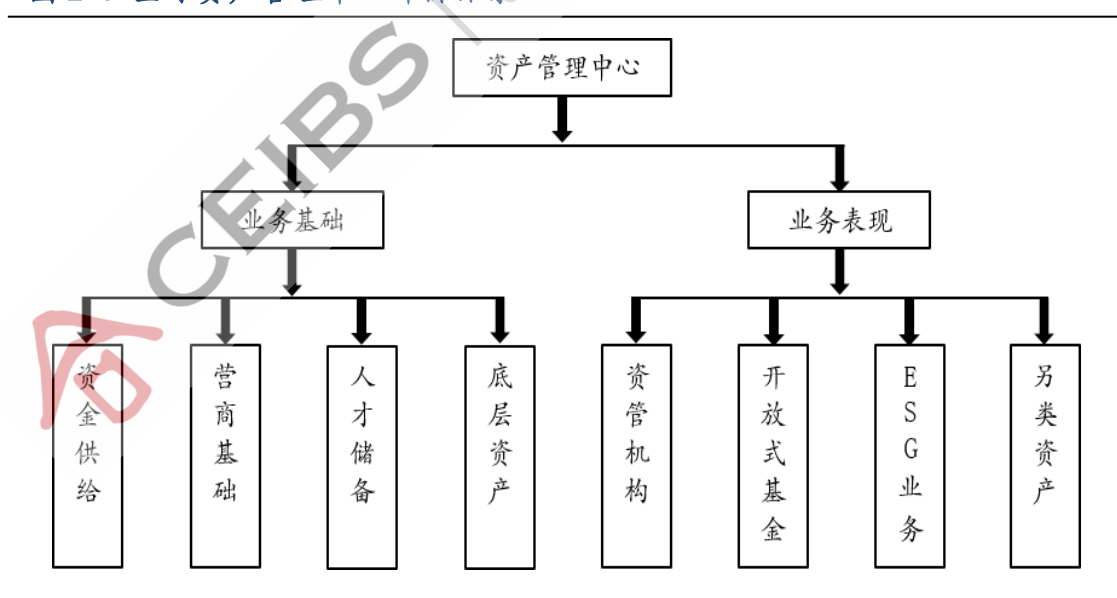 资产管理中心
业务基础
业务表现
资金供给
营商基础
人才储备
底层资产
资管机构
开放式基金
ESG业务
另类资产
CEIBS